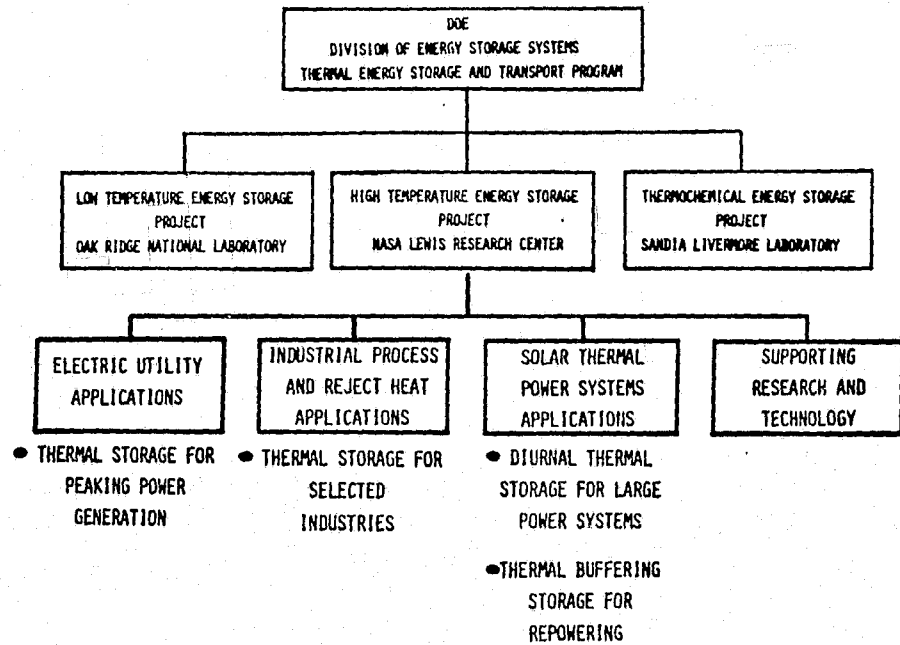 DOE
DIVISION OF ENERGY STORAGE SYSTEMS
THERMAL ENERGY STORAGE AND TRANSPORT PROGRAM
LOW TEMPERATURE ENERGY STORAGE
PROJECT
OAK RIDGE NATIONAL LABORATORY
HIGH TEMPERATURE ENERGY STORAGE
PROJECT
NASA LEWIS RESEARCH CENTER
THERMOCHEMICAL ENERGY STORAGE
PROJECT
SANDIA LIVERMORE LABORATORY
ELECTRIC UTILITY
APPLICATIONS
● THERMAL STORAGE FOR
PEAKING POWER
GENERATION
INDUSTRIAL PROCESS
AND REJECT HEAT
APPLICATIONS
● THERMAL STORAGE FOR
SELECTED
INDUSTRIES
SOLAR THERMAL
POWER SYSTEMS
APPLICATIONS
● DIURNAL THERMAL
STORAGE FOR LARGE
POWER SYSTEMS
● THERMAL BUFFERING
STORAGE FOR
REPOWERING
SUPPORTING
RESEARCH AND
TECHNOLOGY